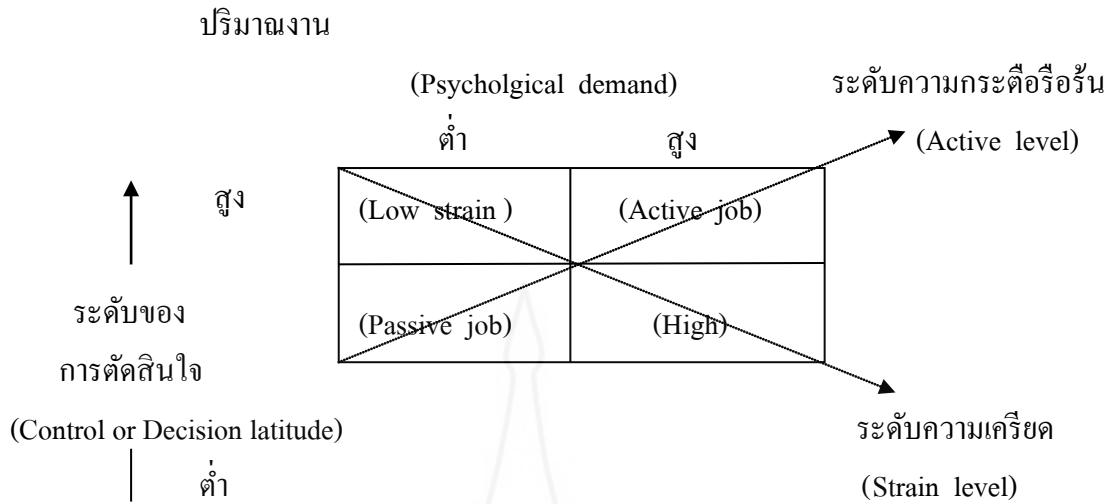 ปริมาณงาน
(Psycholgical demand)
ระดับความกระตือรือร้น
(Active level)
ต่ำ สูง
สูง
(Low strain ) (Active job)
ระดับของ
การตัดสินใจ
(Control or Decision latitude)
ต่ำ
(Passive job) (High)
ระดับความเครียด
(Strain level)